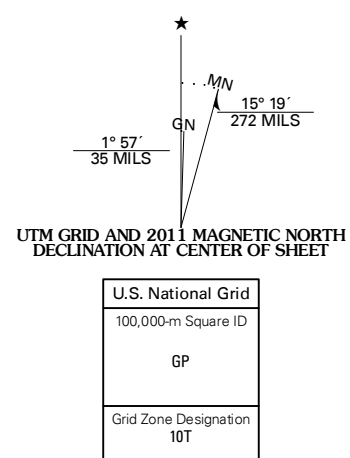 ★
MN
GN
15° 19´
272 MILS
1° 57´
35 MILS
UTM GRID AND 2011 MAGNETIC NORTH
DECLINATION AT CENTER OF SHEET
U.S. National Grid
100,000-m Square ID
GP
Grid Zone Designation
10T